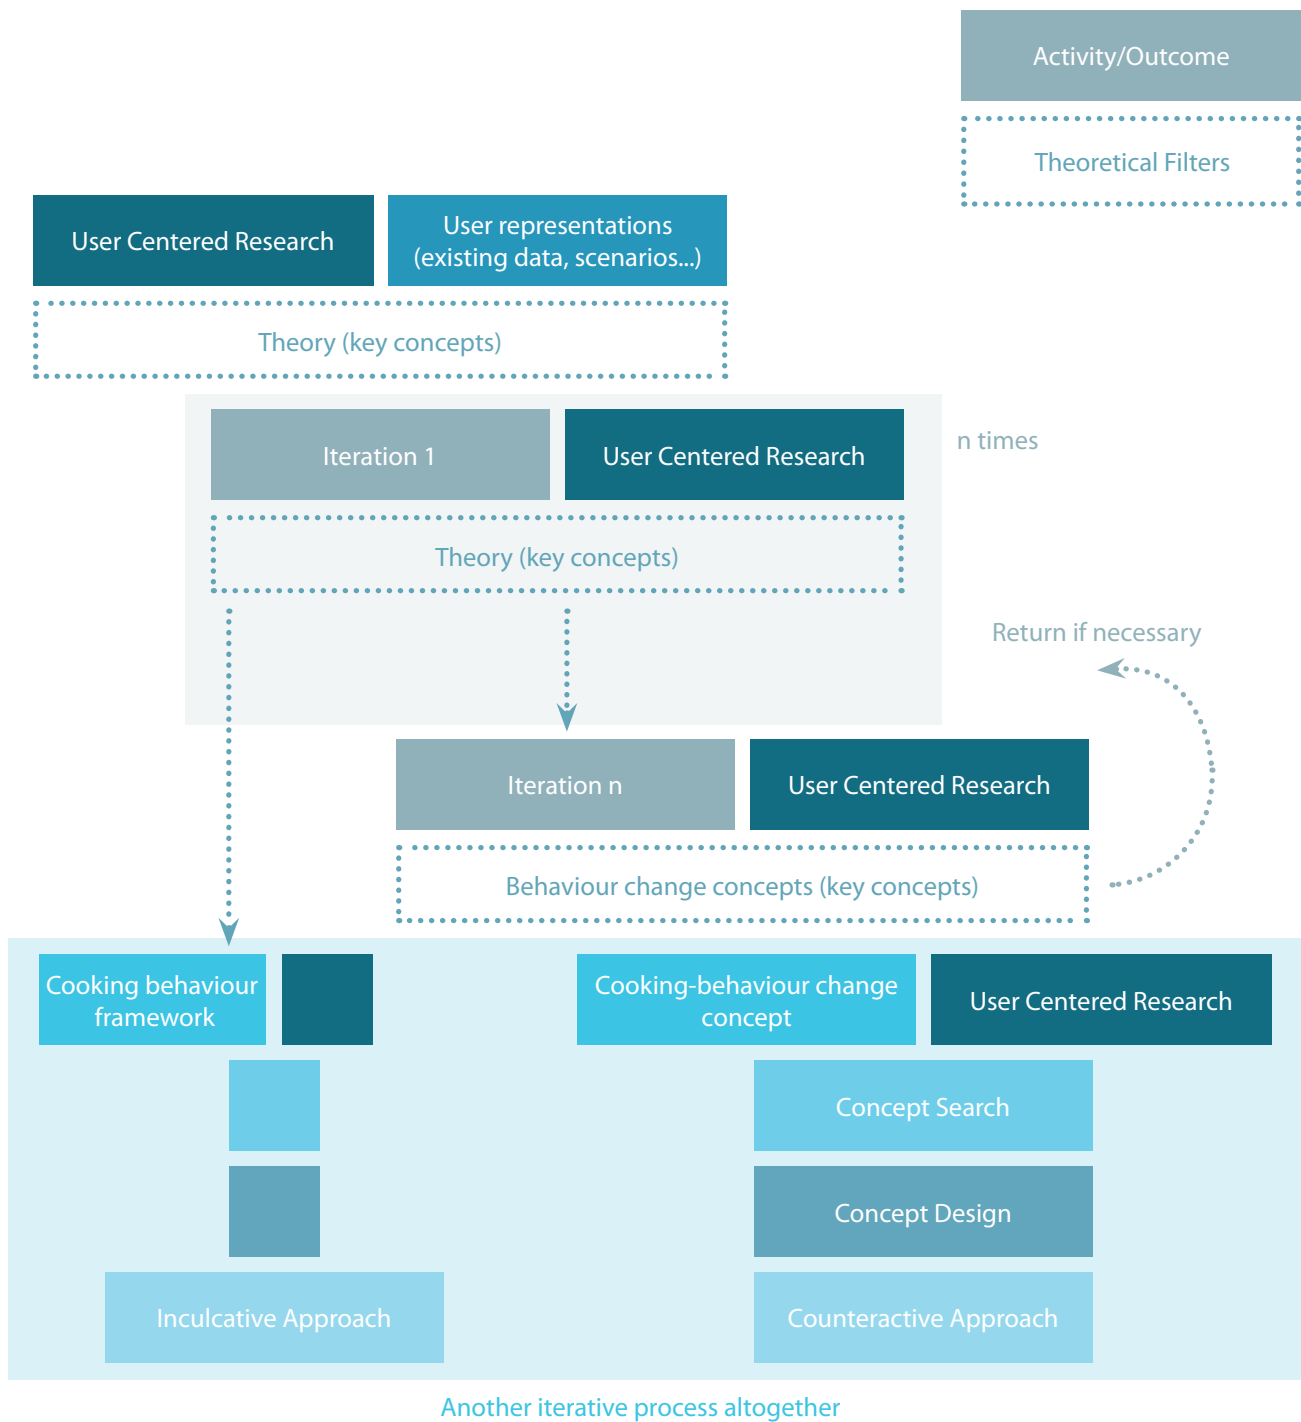 Activity/Outcome
Theoretical Filters
User Centered Research
User representations
(existing data, scenarios...)
Theory (key concepts)
Iteration 1
User Centered Research
n times
Theory (key concepts)
Return if necessary
Iteration n
User Centered Research
Behaviour change concepts (key concepts)
Cooking behaviour
framework
Cooking-behaviour change
concept
User Centered Research
Concept Search
Concept Design
Inculcative Approach
Counteractive Approach
Another iterative process altogether